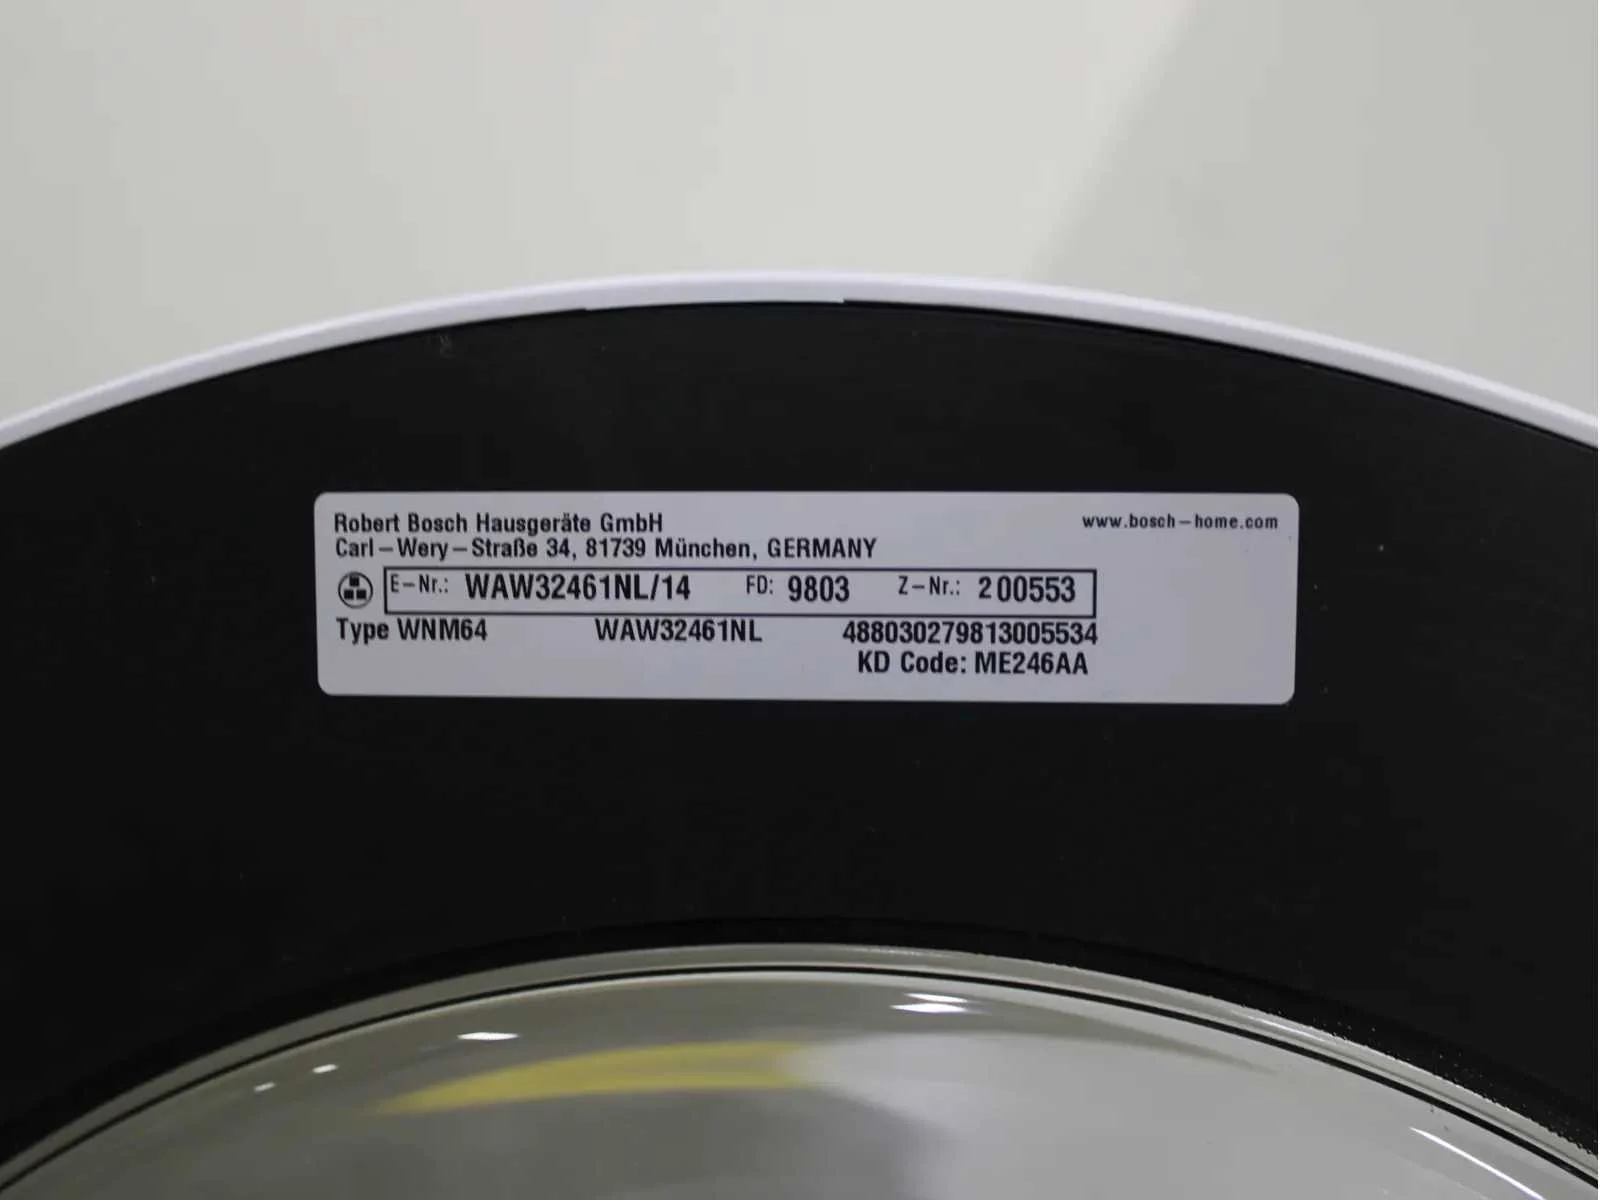 Robert Bosch Hausgeräte GmbH www.bosch-home.com
Carl-Wery-Straße 34, 81739 München, GERMANY
E-Nr.: WAW32461NL/14 FD: 9803 Z-Nr.: 200553
Type WNM64 WAW32461NL 488030279813005534
KD Code: ME246AA